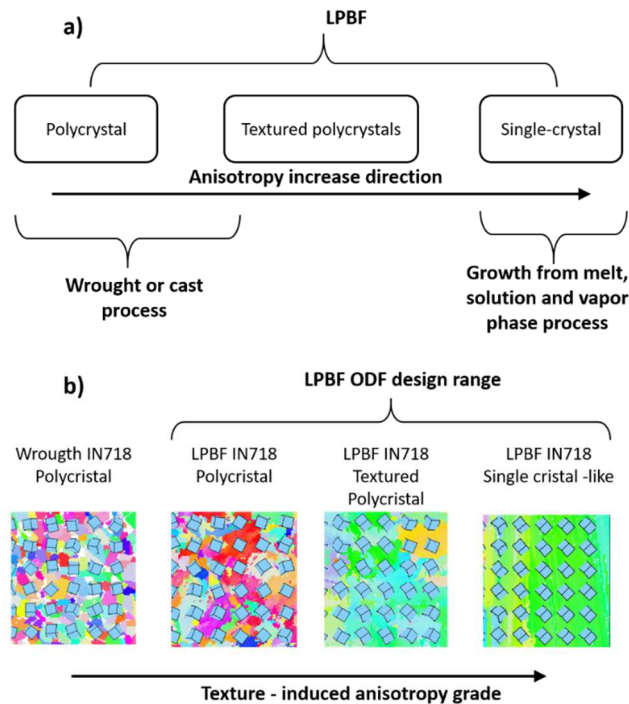 a)
LPBF
Polycrystal
Textured polycrystals
Single-crystal
Anisotropy increase direction
Wrought or cast
process
Growth from melt,
solution and vapor
phase process
b)
LPBF ODF design range
Wrougth IN718
Polycristal
LPBF IN718
Polycristal
LPBF IN718
Textured
Polycristal
LPBF IN718
Single cristal -like
Texture - induced anisotropy grade